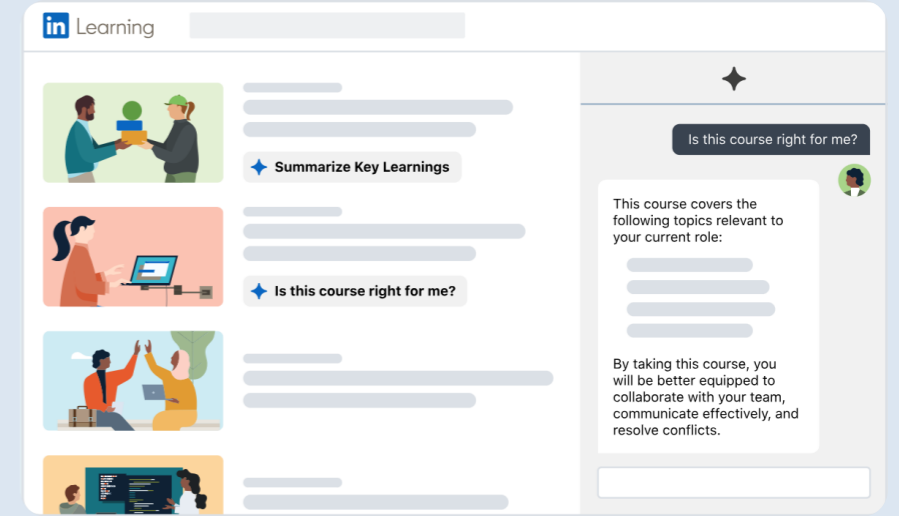 in Learning
Summarize Key Learnings
Is this course right for me?
Is this course right for me?
This course covers the
following topics relevant to
your current role:
By taking this course, you
will be better equipped to
collaborate with your team,
communicate effectively, and
resolve conflicts.